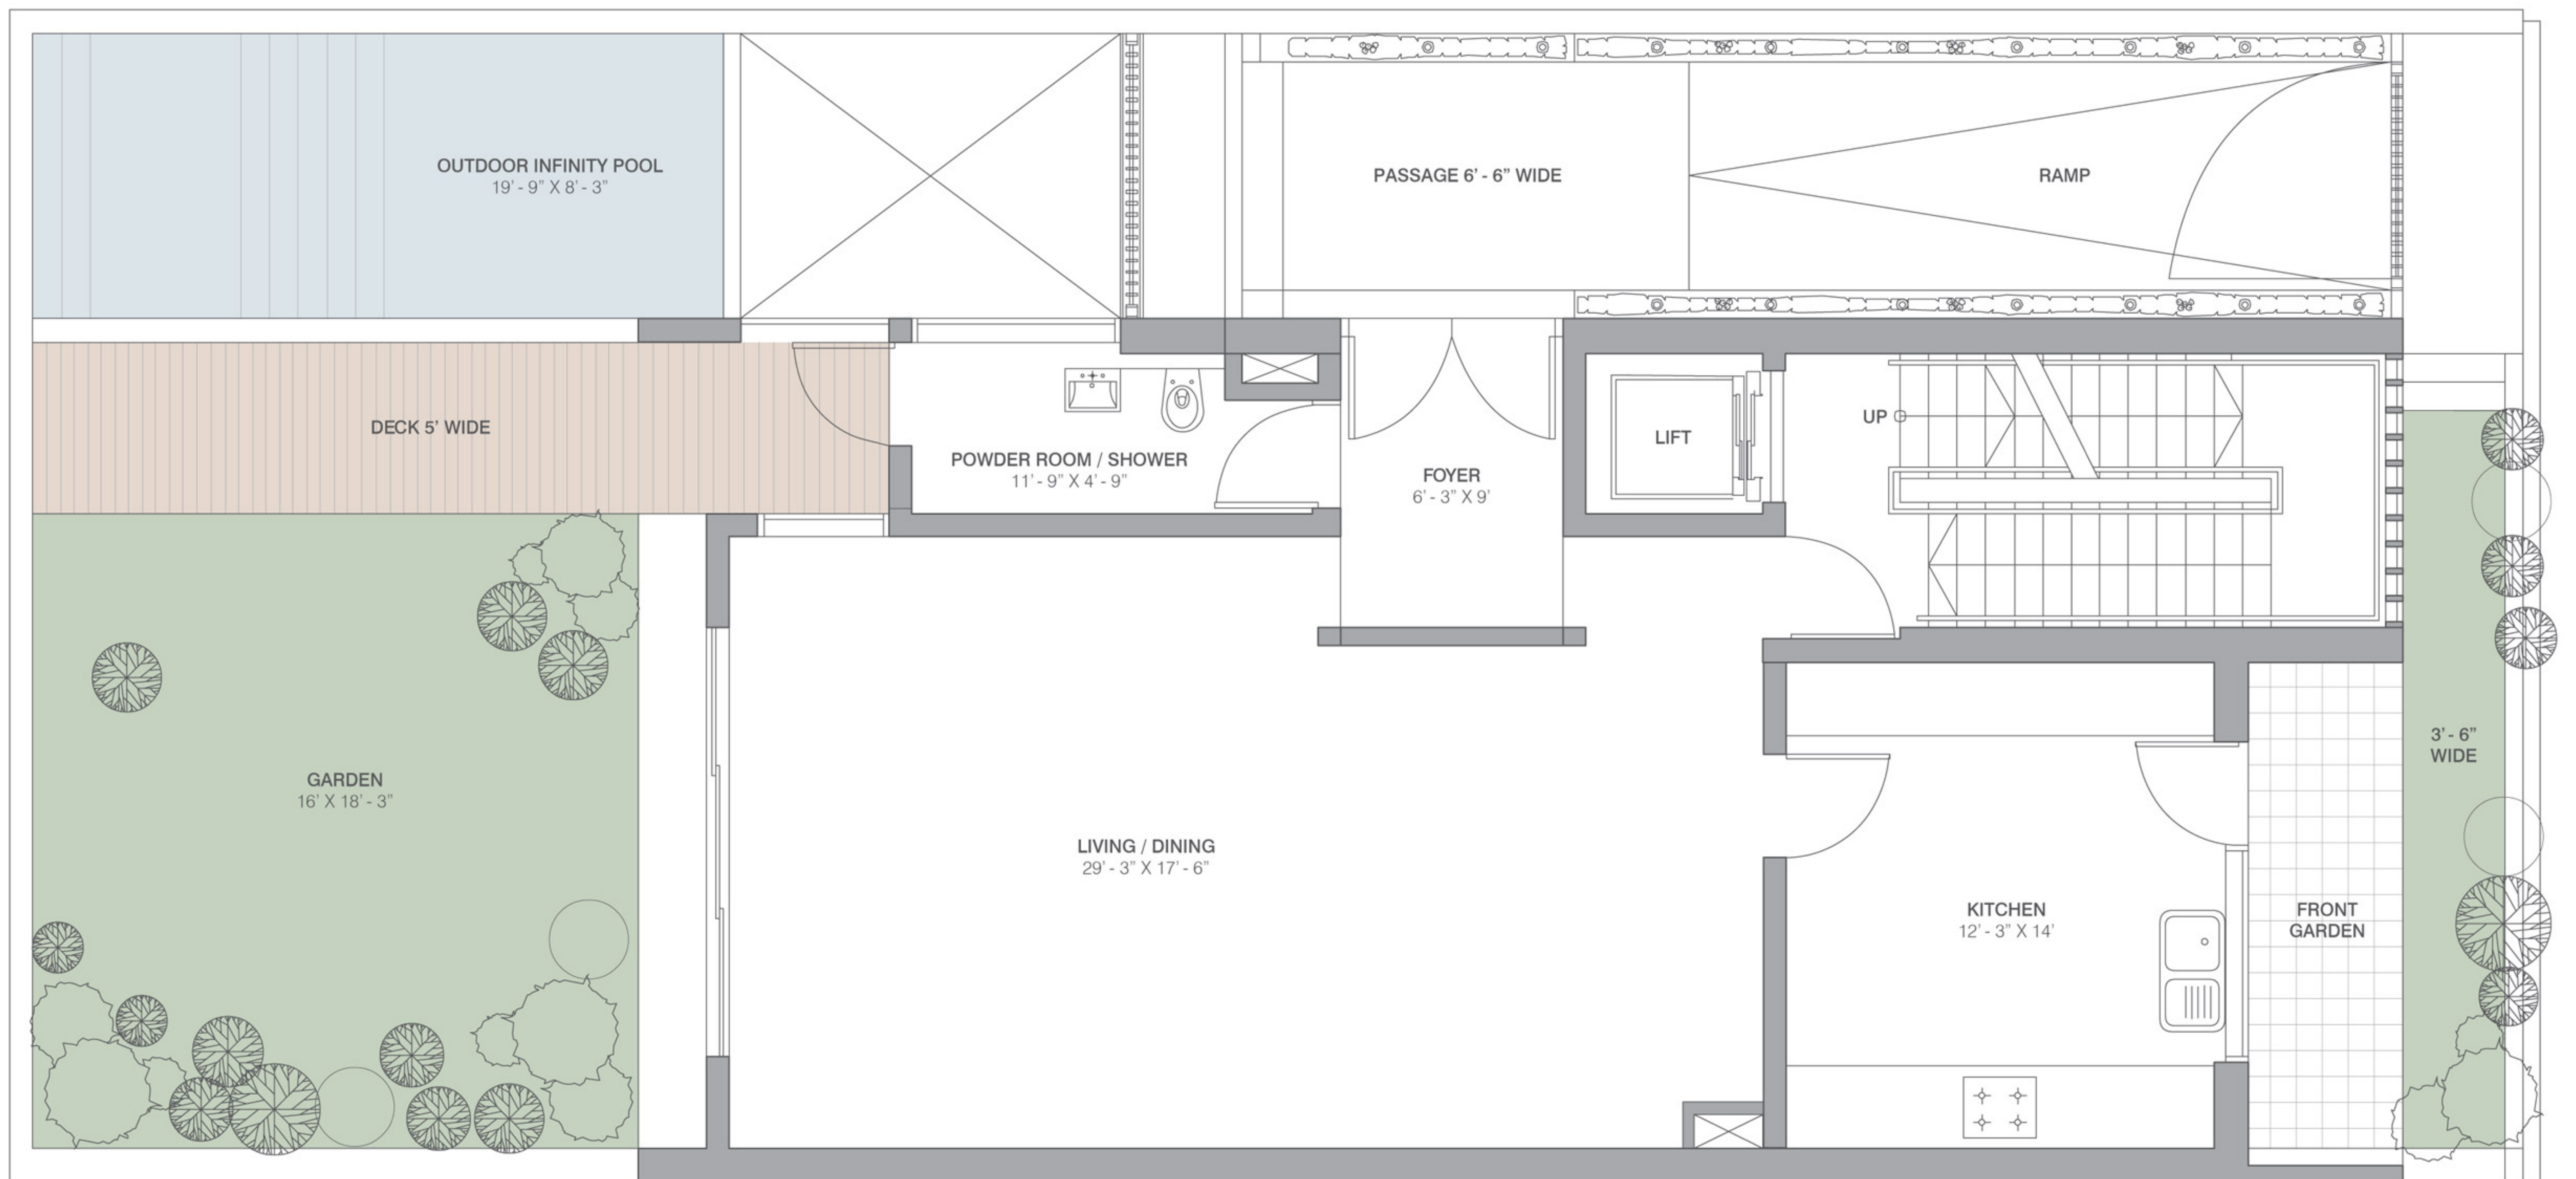 OUTDOOR INFINITY POOL
19' - 9” X 8' - 3”
PASSAGE 6' - 6” WIDE
RAMP
DECK 5' WIDE
POWDER ROOM / SHOWER
11' - 9” X 4' - 9”
FOYER
6' - 3” X 9'
LIFT
UP
GARDEN
16' X 18' - 3”
LIVING / DINING
29' - 3” X 17' - 6”
KITCHEN
12' - 3” X 14'
FRONT
GARDEN
3' - 6”
WIDE